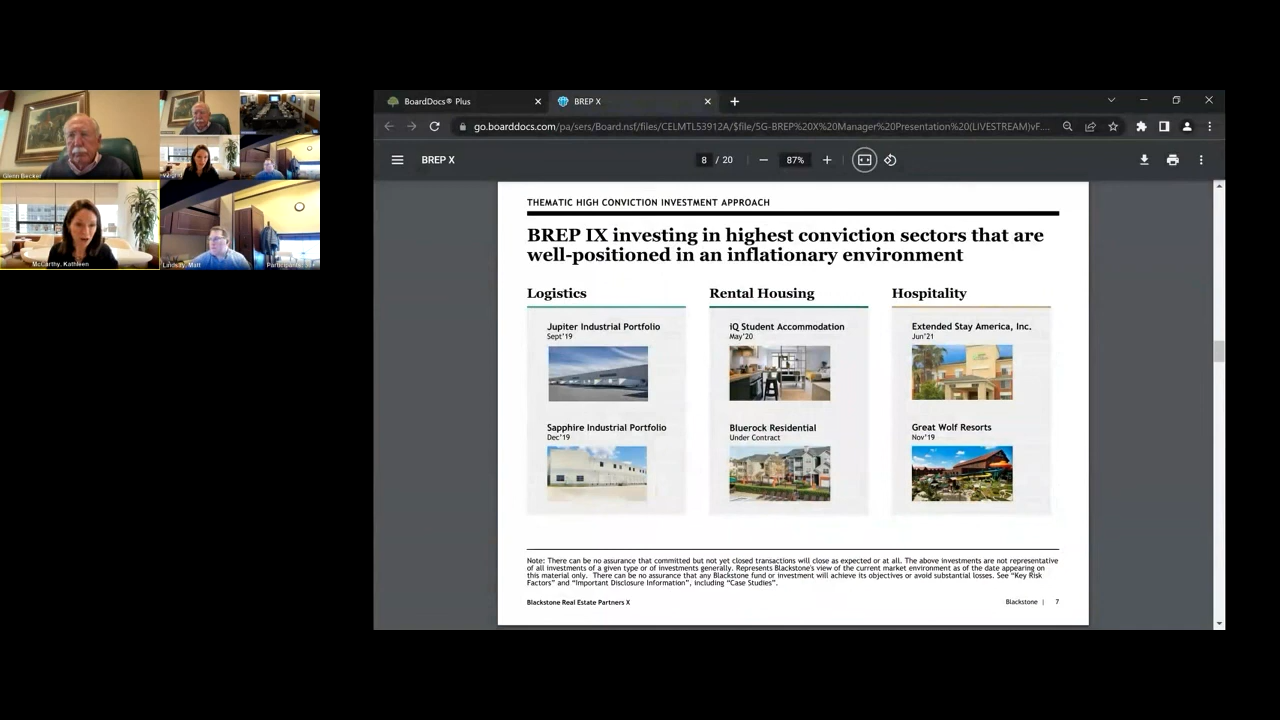 Glenn Becker
McCarthy, Kathleen
Lindsay, Matt
BoardDocs® Plus
BREP X
go.boarddocs.com/pa/sers/Board.nsf/files/CELMTL53912A/$file/5G-BREP%20X%20Manager%20Presentation%20(LIVESTREAM)vF....
BREP X
8 / 20
87%
THEMATIC HIGH CONVICTION INVESTMENT APPROACH
BREP IX investing in highest conviction sectors that are
well-positioned in an inflationary environment
Logistics
Rental Housing
Hospitality
Jupiter Industrial Portfolio
Sept'19
iQ Student Accommodation
May'20
Extended Stay America, Inc.
Jun'21
Sapphire Industrial Portfolio
Dec'19
Bluerock Residential
Under Contract
Great Wolf Resorts
Nov'19
Note: There can be no assurance that committed but not yet closed transactions will close as expected or at all. The above investments are not representative
of all investments of a given type or of investments generally. Represents Blackstone's view of the current market environment as of the date appearing on
this material only. There can be no assurance that any Blackstone fund or investment will achieve its objectives or avoid substantial losses. See “Key Risk
Factors” and “Important Disclosure Information”, including “Case Studies”.
Blackstone Real Estate Partners X
Blackstone | 7